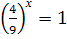 (4/9)^x = 1